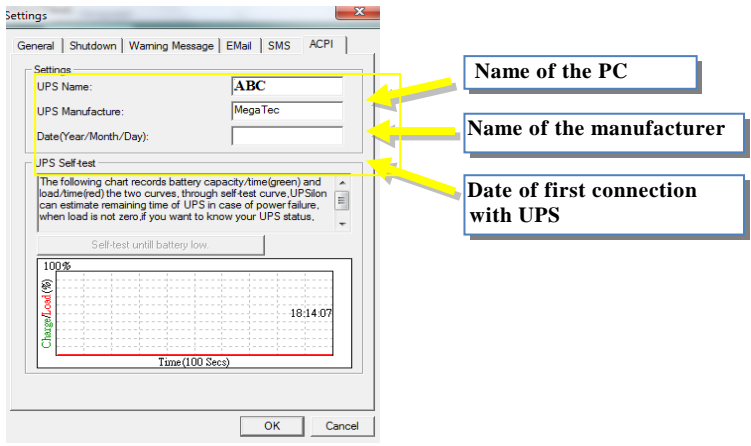 Settings
General Shutdown Warning Message EMail SMS ACPI
Settings
UPS Name: ABC
UPS Manufacture: MegaTec
Date(Year/Month/Day):
UPS Self-test
The following chart records battery capacity/time(green) and
load/time(red) the two curves, through self-test curve,UPSilon
can estimate remaining time of UPS in case of power failure,
when load is not zero,if you want to know your UPS status,
Self-test untill battery low.
100%
Charge/Load(%)
18:14:07
Time(100 Secs)
OK Cancel
Name of the PC
Name of the manufacturer
Date of first connection
with UPS